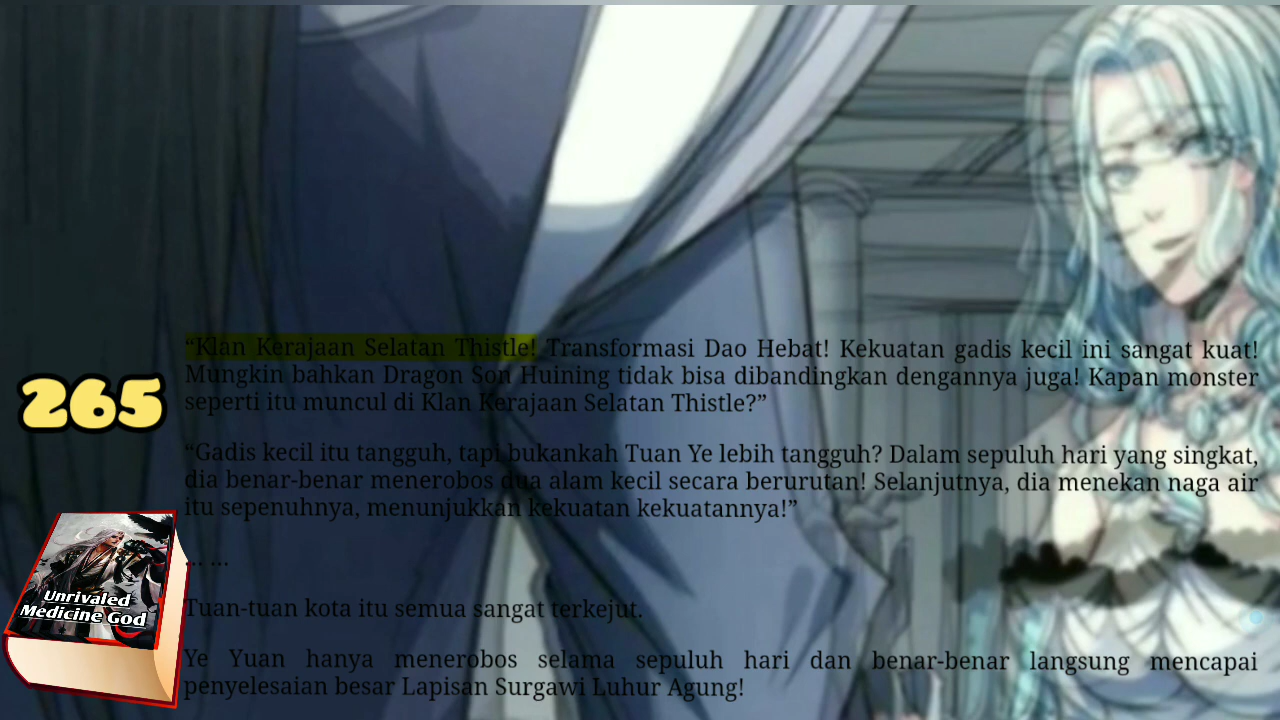 “Klan Kerajaan Selatan Thistle! Transformasi Dao Hebat! Kekuatan gadis kecil ini sangat kuat!
Mungkin bahkan Dragon Son Huining tidak bisa dibandingkan dengannya juga! Kapan monster
seperti itu muncul di Klan Kerajaan Selatan Thistle?”
265
“Gadis kecil itu tangguh, tapi bukankah Tuan Ye lebih tangguh? Dalam sepuluh hari yang singkat,
dia benar-benar menerobos dua alam kecil secara berurutan! Selanjutnya, dia menekan naga air
itu sepenuhnya, menunjukkan kekuatan kekuatannya!”
... ...
Tuan-tuan kota itu semua sangat terkejut.
Ye Yuan hanya menerobos selama sepuluh hari dan benar-benar langsung mencapai
penyelesaian besar Lapisan Surgawi Luhur Agung!
Unrivaled
Medicine God